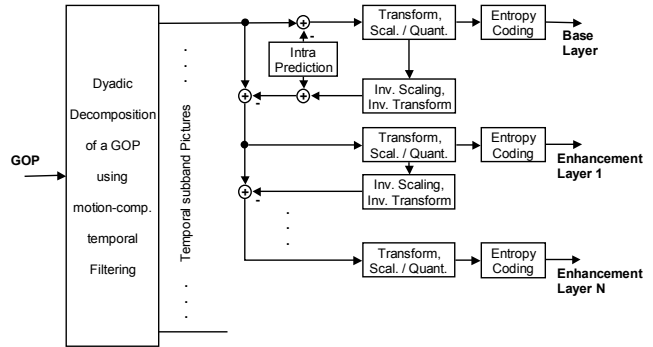 GOP
Dyadic
Decomposition
of a GOP
using
motion-comp.
temporal
Filtering
Temporal subband Pictures
+
-
Intra
Prediction
+
+
-
Transform,
Scal. / Quant.
Entropy
Coding
Base
Layer
Inv. Scaling,
Inv. Transform
Transform,
Scal. / Quant.
Entropy
Coding
Enhancement
Layer 1
+
-
Inv. Scaling,
Inv. Transform
Transform,
Scal. / Quant.
Entropy
Coding
Enhancement
Layer N